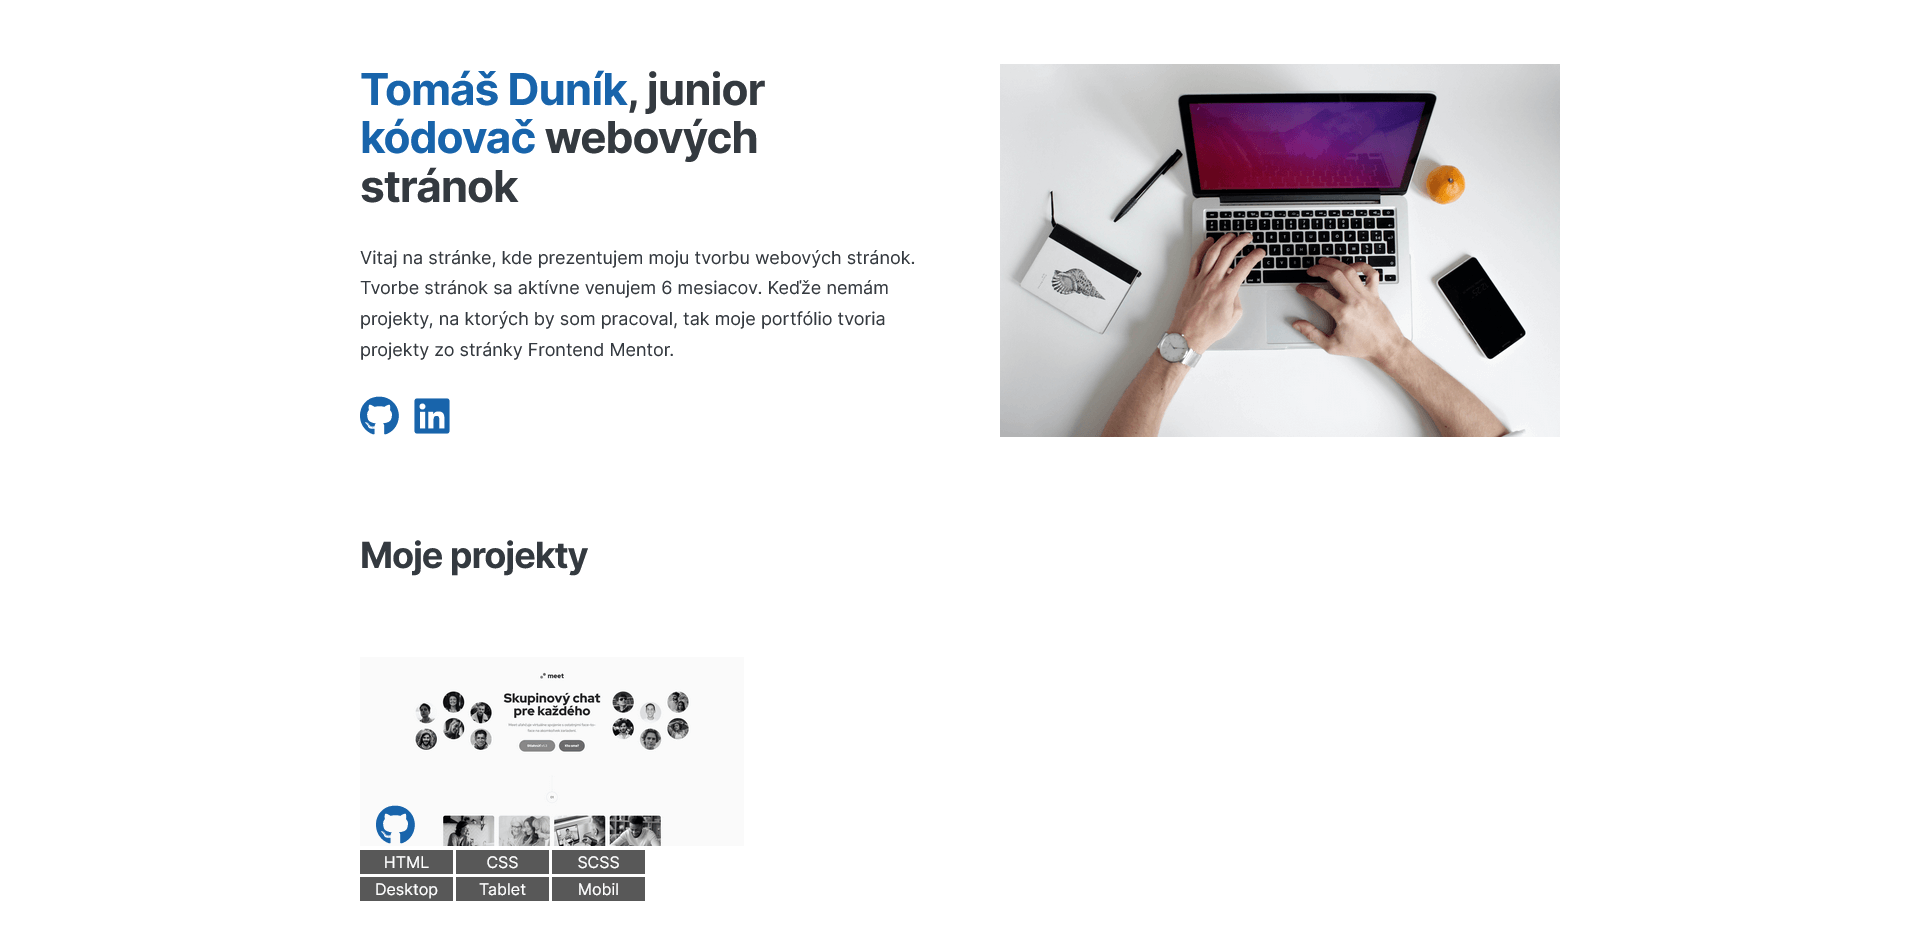 Tomáš Duník, junior
kódovač webových
stránok
Vitaj na stránke, kde prezentujem moju tvorbu webových stránok.
Tvorbe stránok sa aktívne venujem 6 mesiacov. Keďže nemám
projekty, na ktorých by som pracoval, tak moje portfólio tvoria
projekty zo stránky Frontend Mentor.
in
Moje projekty
meet
Skupinový chat
pre každého
HTML CSS SCSS
Desktop Tablet Mobil